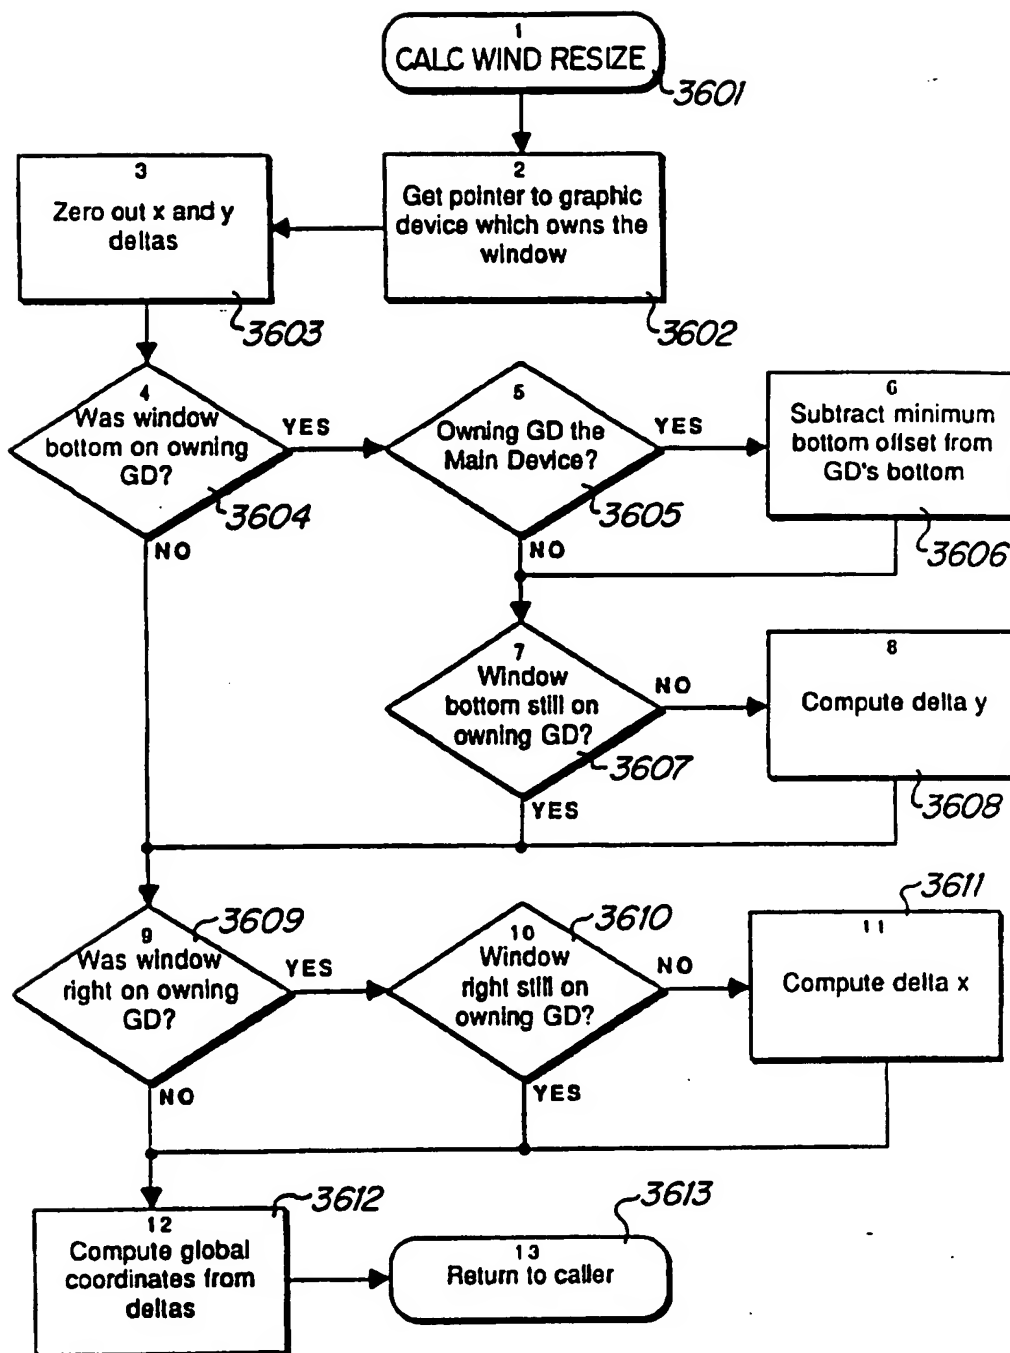 1
CALC WIND RESIZE
3601
2
Get pointer to graphic
device which owns the
window
3602
3
Zero out x and y
deltas
3603
4
Was window
bottom on owning
GD?
3604
YES
NO
5
Owning GD the
Main Device?
3605
YES
NO
6
Subtract minimum
bottom offset from
GD's bottom
3606
7
Window
bottom still on
owning GD?
3607
NO
YES
8
Compute delta y
3608
9
Was window
right on owning
GD?
3609
YES
NO
10
Window
right still on
owning GD?
3610
NO
YES
11
Compute delta x
3611
12
Compute global
coordinates from
deltas
3612
13
Return to caller
3613